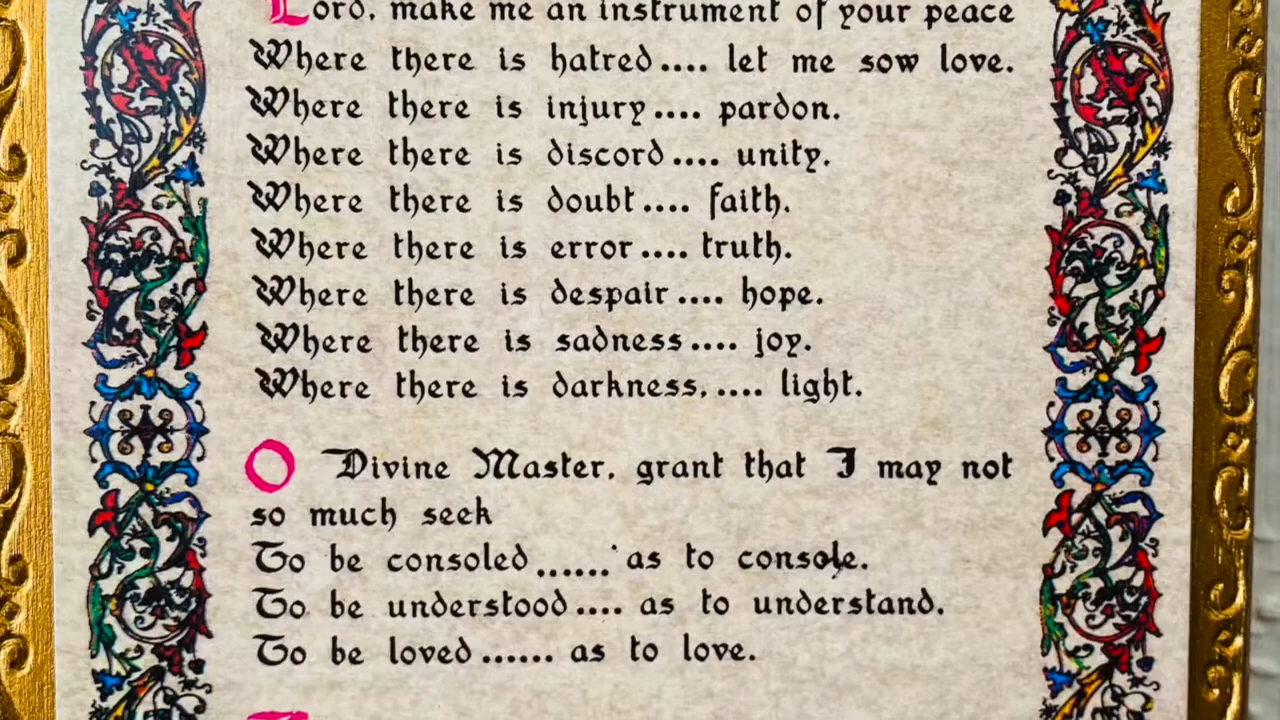 Lord, make me an instrument of your peace
Where there is hatred.... let me sow love.
Where there is injury.... pardon.
Where there is discord.... unity.
Where there is doubt.... faith.
Where there is error.... truth.
Where there is despair.... hope.
Where there is sadness.... joy.
Where there is darkness,.... light.
O Divine Master, grant that I may not
so much seek
To be consoled...... as to console.
To be understood.... as to understand.
To be loved...... as to love.